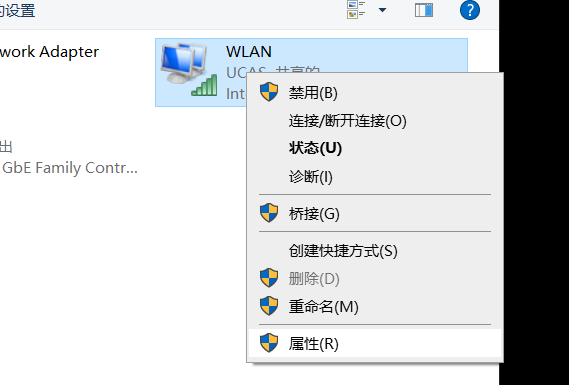 的设置
work Adapter
WLAN
UCAS, 共享的
Inte
出
GbE Family Contr...
禁用(B)
连接/断开连接(O)
状态(U)
诊断(I)
桥接(G)
创建快捷方式(S)
删除(D)
重命名(M)
属性(R)